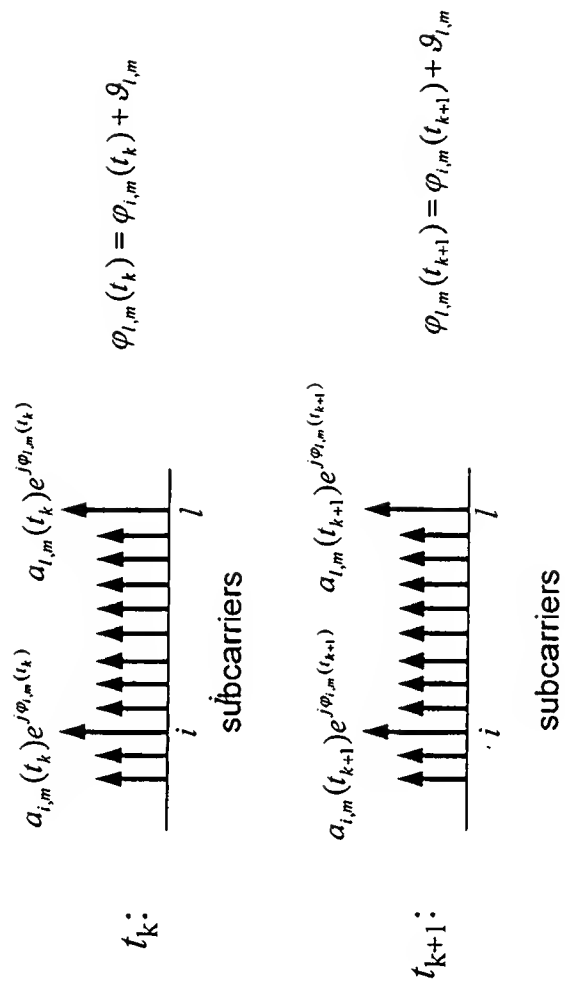 t_k:
a_{i,m}(t_k)e^{jφ_{i,m}(t_k)} a_{l,m}(t_k)e^{jφ_{l,m}(t_k)}
i l
subcarriers
φ_{l,m}(t_k) = φ_{i,m}(t_k) + ϑ_{l,m}
t_{k+1}:
a_{i,m}(t_{k+1})e^{jφ_{i,m}(t_{k+1})} a_{l,m}(t_{k+1})e^{jφ_{l,m}(t_{k+1})}
i l
subcarriers
φ_{l,m}(t_{k+1}) = φ_{i,m}(t_{k+1}) + ϑ_{l,m}